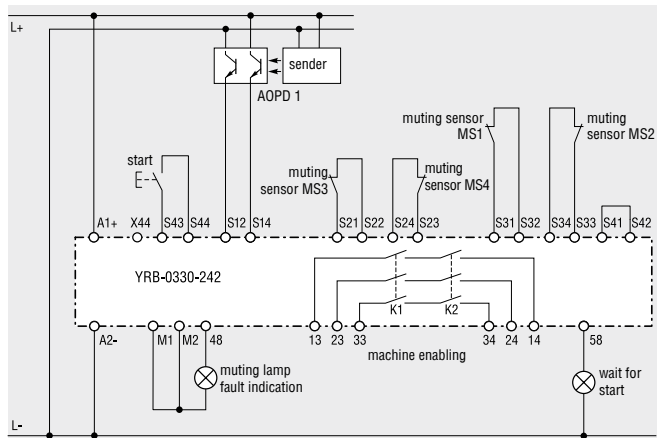 L+
sender
AOPD 1
muting sensor
MS1
muting
sensor MS2
start
muting
sensor MS3
muting
sensor MS4
A1+ X44 S43 S44 S12 S14 S21 S22 S24 S23 S31 S32 S34 S33 S41 S42
YRB-0330-242
K1 K2
A2- M1 M2 48 13 23 33 34 24 14 58
machine enabling
muting lamp
fault indication
wait for
start
L-